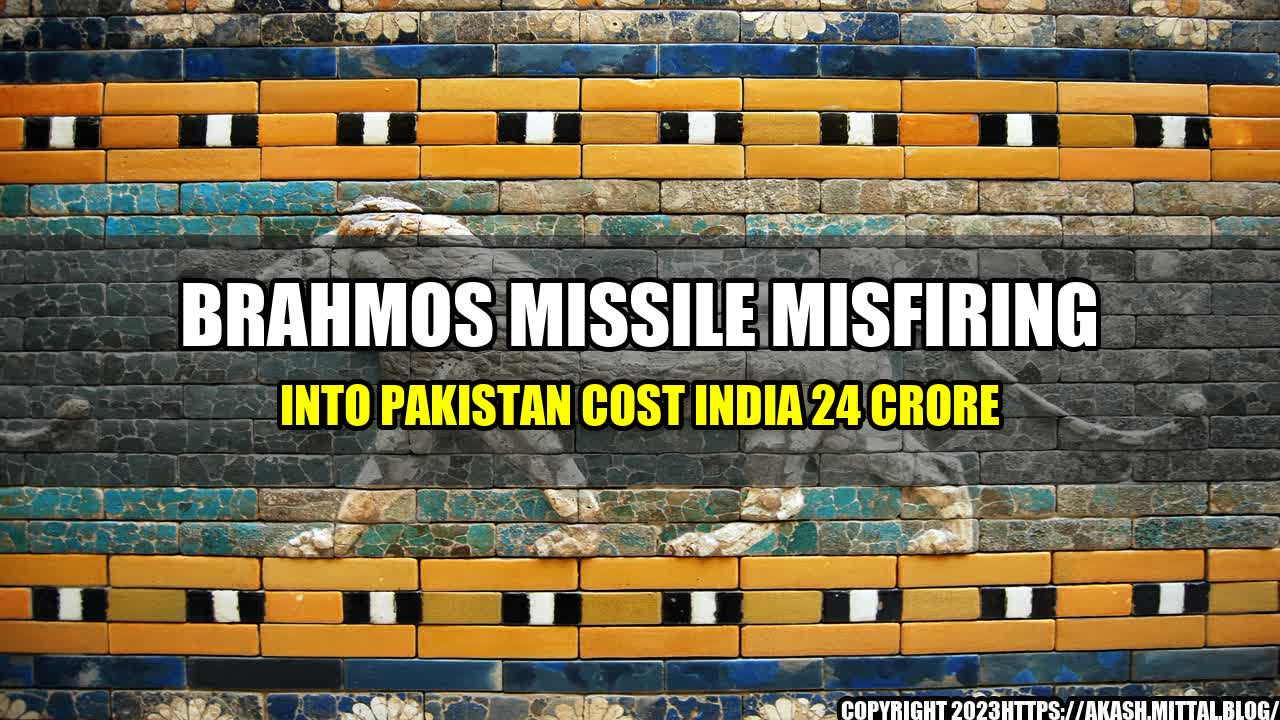 BRAHMOS MISSILE MISFIRING
INTO PAKISTAN COST INDIA 24 CRORE
COPYRIGHT 2023HTTPS://AKASH.MITTAL.BLOG/